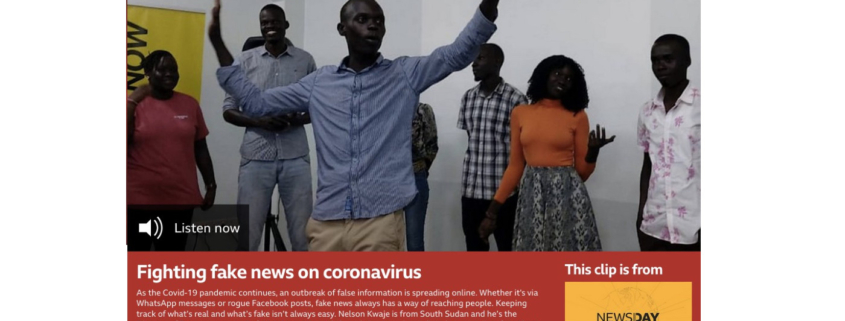 NOW
Listen now
Fighting fake news on coronavirus
As the Covid-19 pandemic continues, an outbreak of false information is spreading online. Whether it's via
WhatsApp messages or rogue Facebook posts, fake news always has a way of reaching people. Keeping
track of what's real and what's fake isn't always easy. Nelson Kwaje is from South Sudan and he's the
This clip is from
NEWSDAY